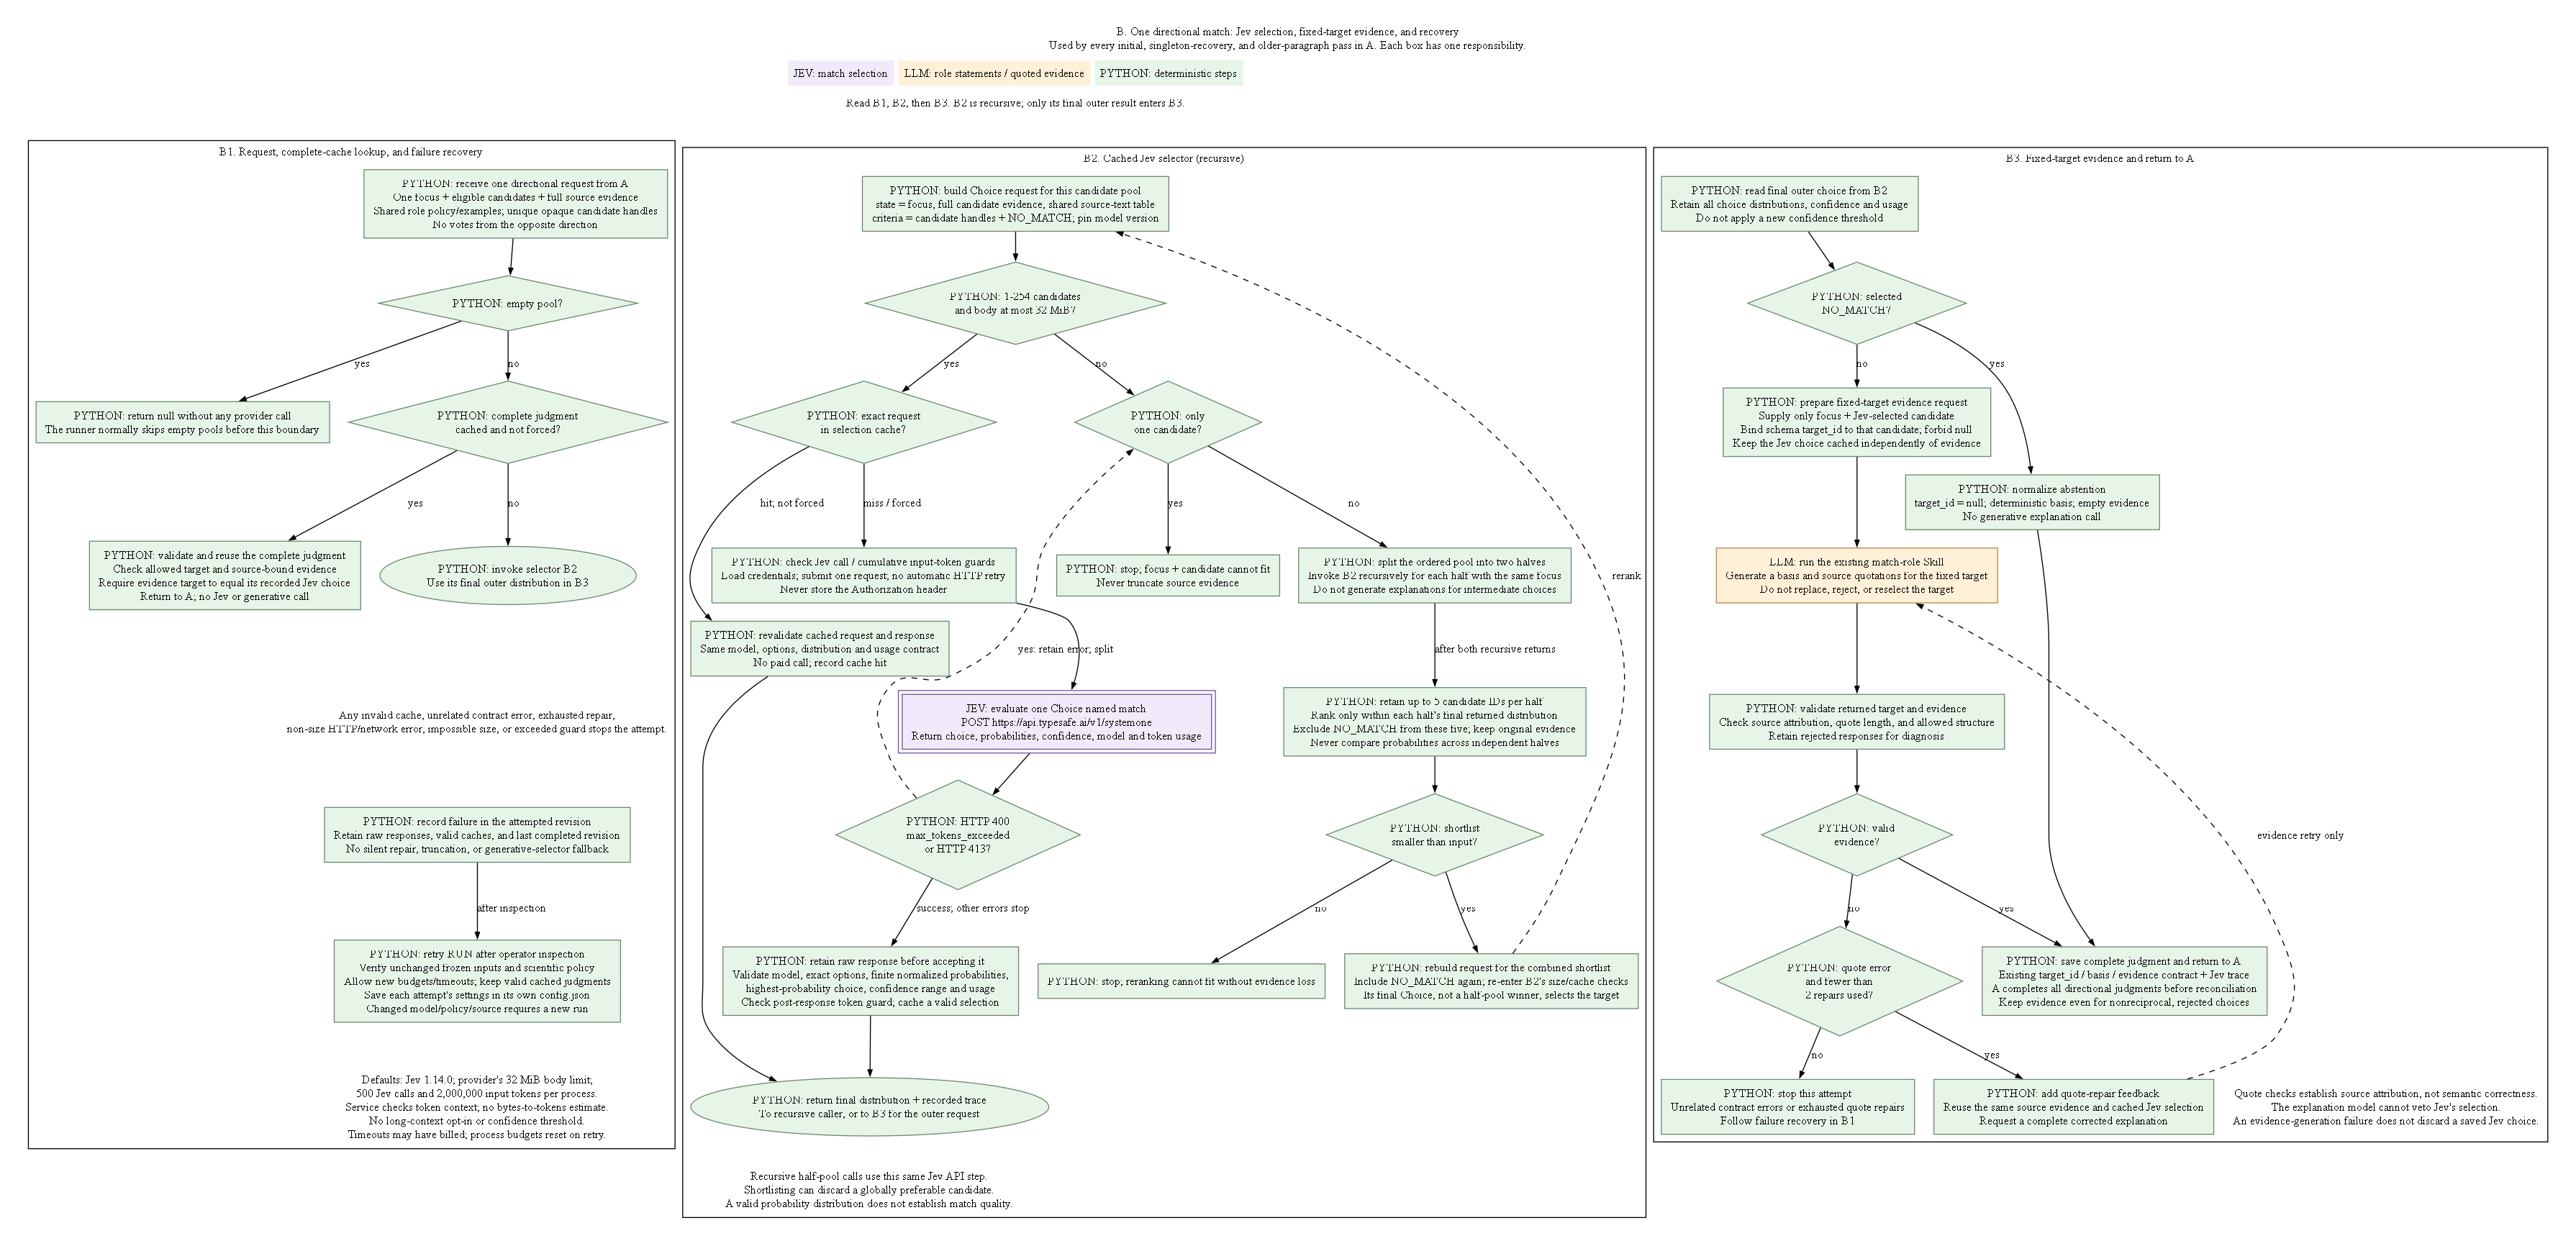 B. One directional match: Jev selection, fixed-target evidence, and recovery
Used by every initial, singleton-recovery, and older-paragraph pass in A. Each box has one responsibility.
JEV: match selection
LLM: role statements / quoted evidence
PYTHON: deterministic steps
Read B1, B2, then B3. B2 is recursive; only its final outer result enters B3.
B1. Request, complete-cache lookup, and failure recovery
PYTHON: receive one directional request from A
One focus + eligible candidates + full source evidence
Shared role policy/examples; unique opaque candidate handles
No votes from the opposite direction
PYTHON: empty pool?
yes
no
PYTHON: return null without any provider call
The runner normally skips empty pools before this boundary
PYTHON: complete judgment
cached and not forced?
yes
no
PYTHON: validate and reuse the complete judgment
Check allowed target and source-bound evidence
Require evidence target to equal its recorded Jev choice
Return to A; no Jev or generative call
PYTHON: invoke selector B2
Use its final outer distribution in B3
Any invalid cache, unrelated contract error, exhausted repair,
non-size HTTP/network error, impossible size, or exceeded guard stops the attempt.
PYTHON: record failure in the attempted revision
Retain raw responses, valid caches, and last completed revision
No silent repair, truncation, or generative-selector fallback
after inspection
PYTHON: retry RUN after operator inspection
Verify unchanged frozen inputs and scientific policy
Allow new budgets/timeouts; keep valid cached judgments
Save each attempt's settings in its own config.json
Changed model/policy/source requires a new run
Defaults: Jev 1.14.0; provider's 32 MiB body limit;
500 Jev calls and 2,000,000 input tokens per process.
Service checks token context; no bytes-to-tokens estimate.
No long-context opt-in or confidence threshold.
Timeouts may have billed; process budgets reset on retry.
B2. Cached Jev selector (recursive)
PYTHON: build Choice request for this candidate pool
state = focus, full candidate evidence, shared source-text table
criteria = candidate handles + NO_MATCH; pin model version
PYTHON: 1-254 candidates
and body at most 32 MiB?
yes
no
PYTHON: exact request
in selection cache?
PYTHON: only
one candidate?
hit; not forced
miss / forced
yes
no
PYTHON: check Jev call / cumulative input-token guards
Load credentials; submit one request; no automatic HTTP retry
Never store the Authorization header
PYTHON: stop; focus + candidate cannot fit
Never truncate source evidence
PYTHON: split the ordered pool into two halves
Invoke B2 recursively for each half with the same focus
Do not generate explanations for intermediate choices
rerank
PYTHON: revalidate cached request and response
Same model, options, distribution and usage contract
No paid call; record cache hit
yes: retain error; split
after both recursive returns
JEV: evaluate one Choice named match
POST https://api.typesafe.ai/v1/systemone
Return choice, probabilities, confidence, model and token usage
PYTHON: retain up to 5 candidate IDs per half
Rank only within each half's final returned distribution
Exclude NO_MATCH from these five; keep original evidence
Never compare probabilities across independent halves
PYTHON: HTTP 400
max_tokens_exceeded
or HTTP 413?
PYTHON: shortlist
smaller than input?
success; other errors stop
no
yes
PYTHON: retain raw response before accepting it
Validate model, exact options, finite normalized probabilities,
highest-probability choice, confidence range and usage
Check post-response token guard; cache a valid selection
PYTHON: stop; reranking cannot fit without evidence loss
PYTHON: rebuild request for the combined shortlist
Include NO_MATCH again; re-enter B2's size/cache checks
Its final Choice, not a half-pool winner, selects the target
PYTHON: return final distribution + recorded trace
To recursive caller, or to B3 for the outer request
Recursive half-pool calls use this same Jev API step.
Shortlisting can discard a globally preferable candidate.
A valid probability distribution does not establish match quality.
B3. Fixed-target evidence and return to A
PYTHON: read final outer choice from B2
Retain all choice distributions, confidence and usage
Do not apply a new confidence threshold
PYTHON: selected
NO_MATCH?
no
yes
PYTHON: prepare fixed-target evidence request
Supply only focus + Jev-selected candidate
Bind schema target_id to that candidate; forbid null
Keep the Jev choice cached independently of evidence
PYTHON: normalize abstention
target_id = null; deterministic basis; empty evidence
No generative explanation call
LLM: run the existing match-role Skill
Generate a basis and source quotations for the fixed target
Do not replace, reject, or reselect the target
PYTHON: validate returned target and evidence
Check source attribution, quote length, and allowed structure
Retain rejected responses for diagnosis
PYTHON: valid
evidence?
evidence retry only
no
yes
PYTHON: quote error
and fewer than
2 repairs used?
PYTHON: save complete judgment and return to A
Existing target_id / basis / evidence contract + Jev trace
A completes all directional judgments before reconciliation
Keep evidence even for nonreciprocal, rejected choices
no
yes
PYTHON: stop this attempt
Unrelated contract errors or exhausted quote repairs
Follow failure recovery in B1
PYTHON: add quote-repair feedback
Reuse the same source evidence and cached Jev selection
Request a complete corrected explanation
Quote checks establish source attribution, not semantic correctness.
The explanation model cannot veto Jev's selection.
An evidence-generation failure does not discard a saved Jev choice.